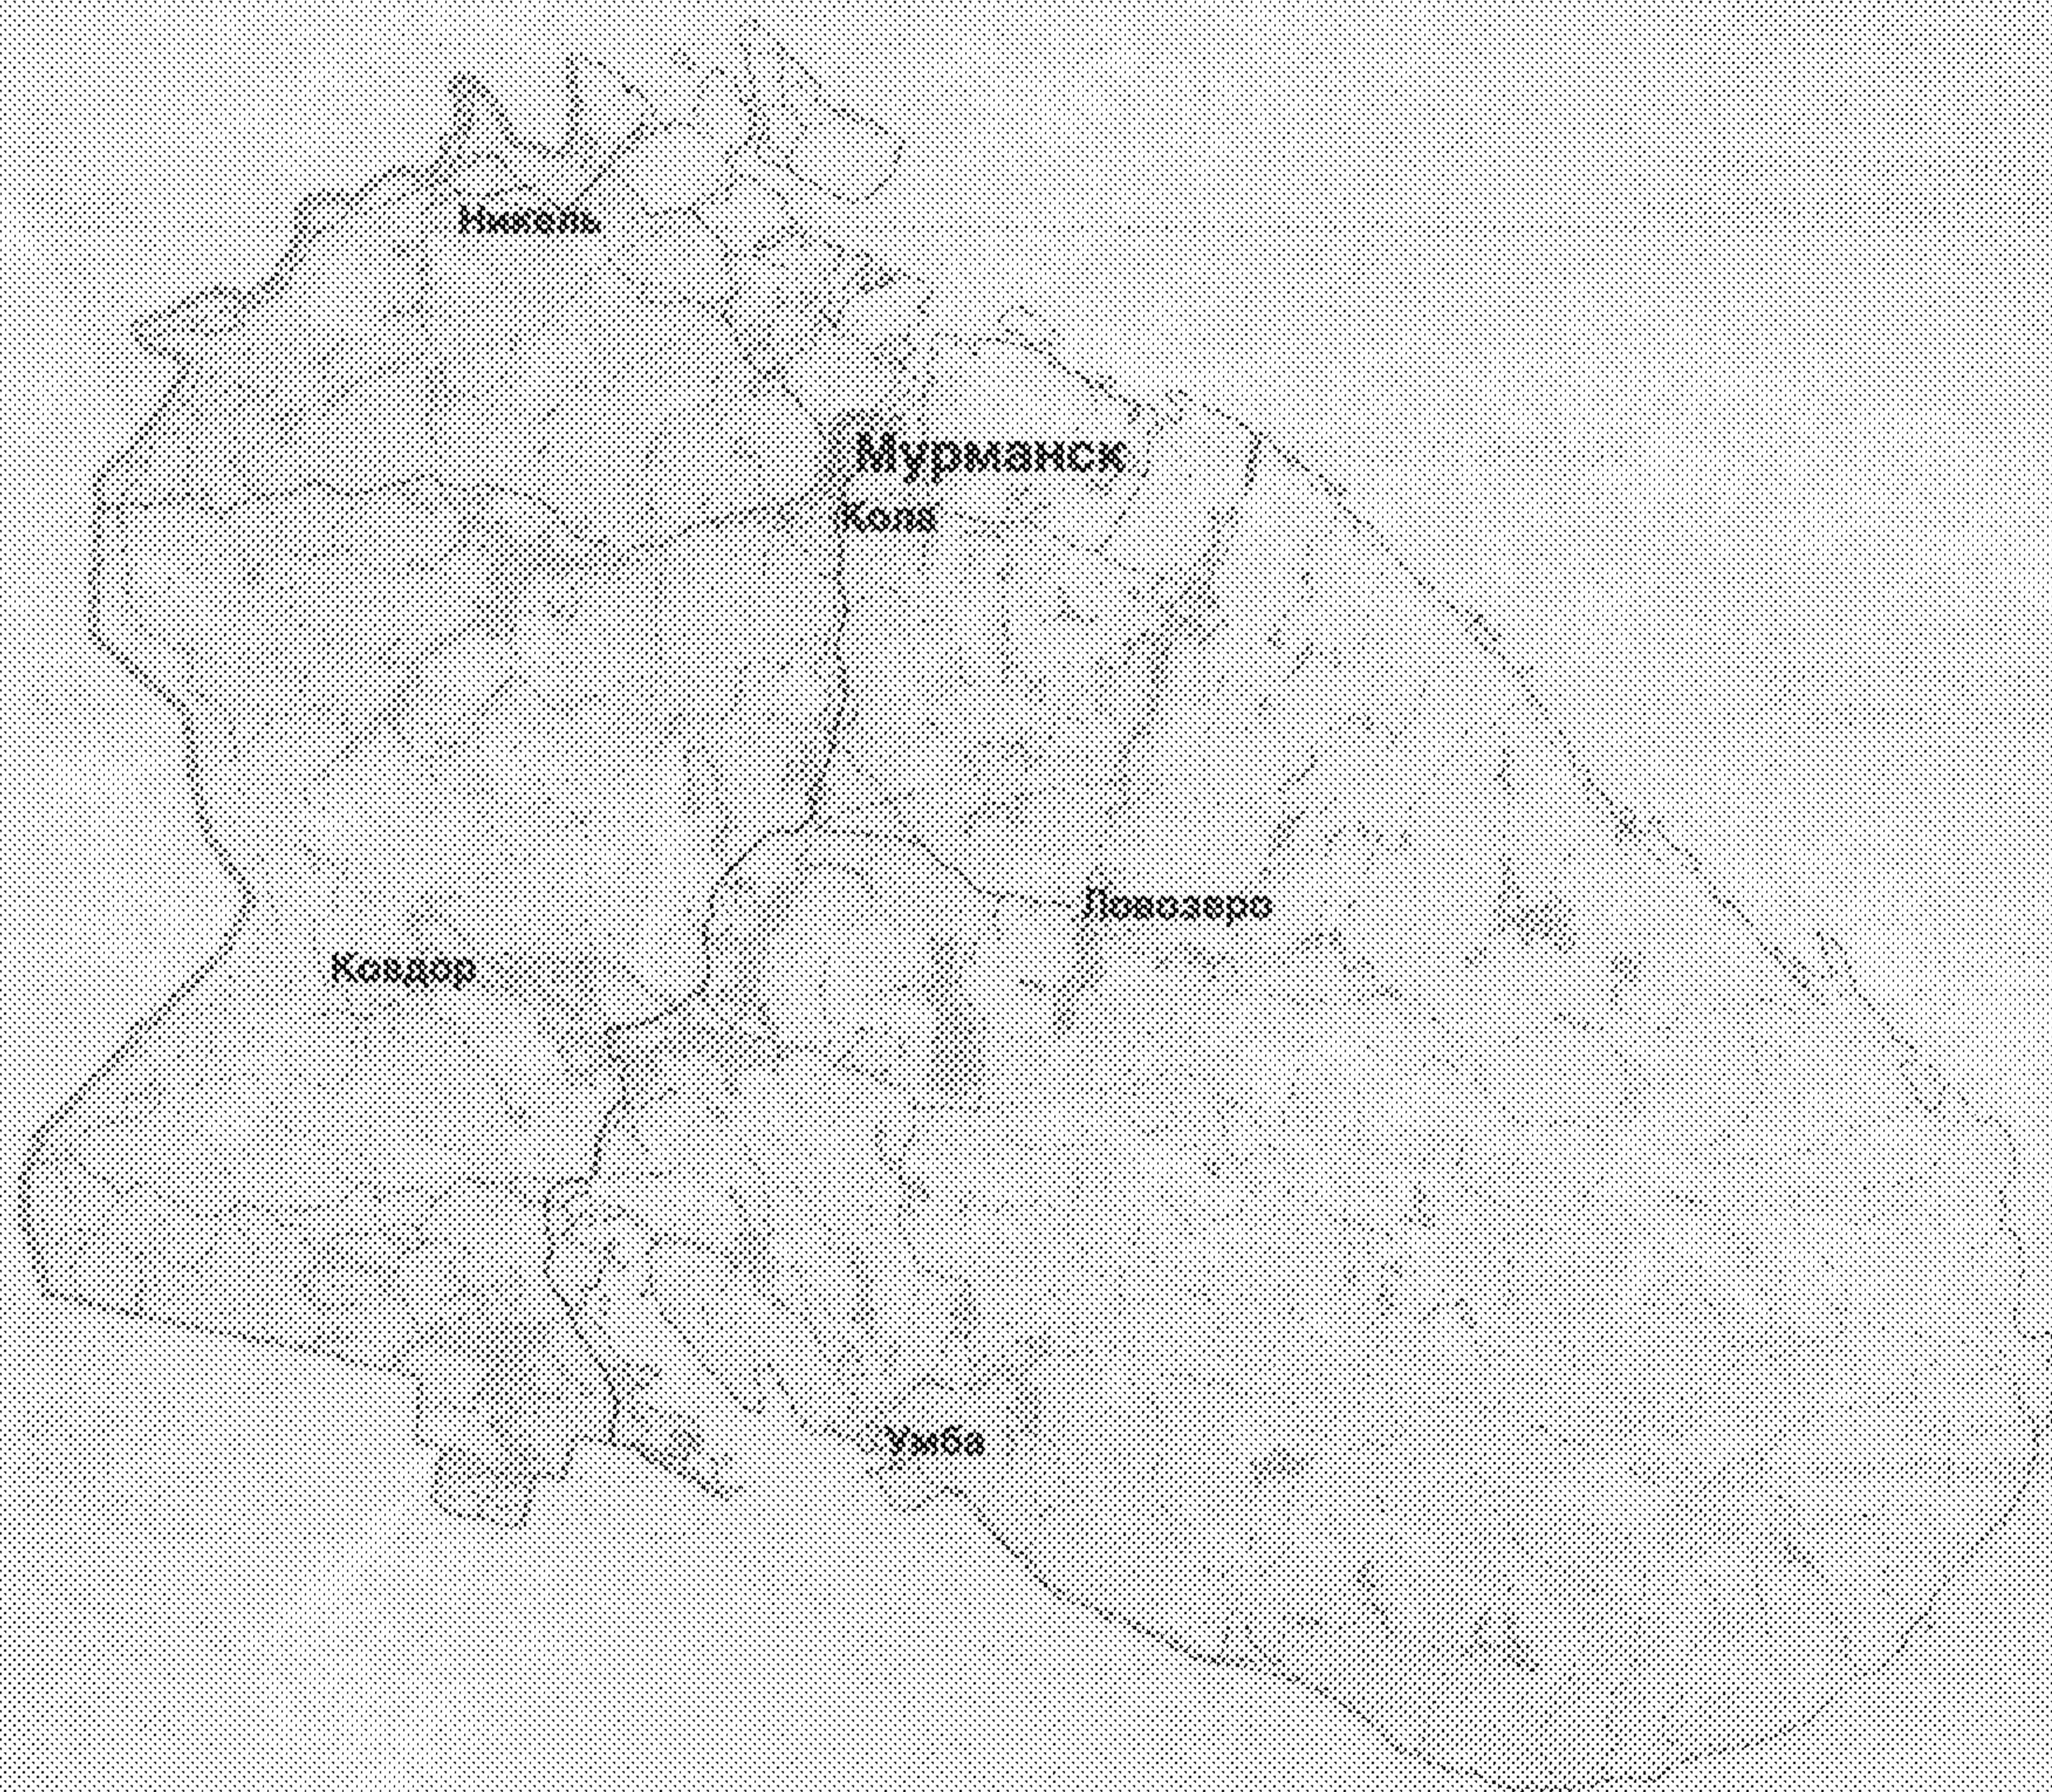 Никель
Мурманск
Кола
Ловозеро
Ковдор
Умба